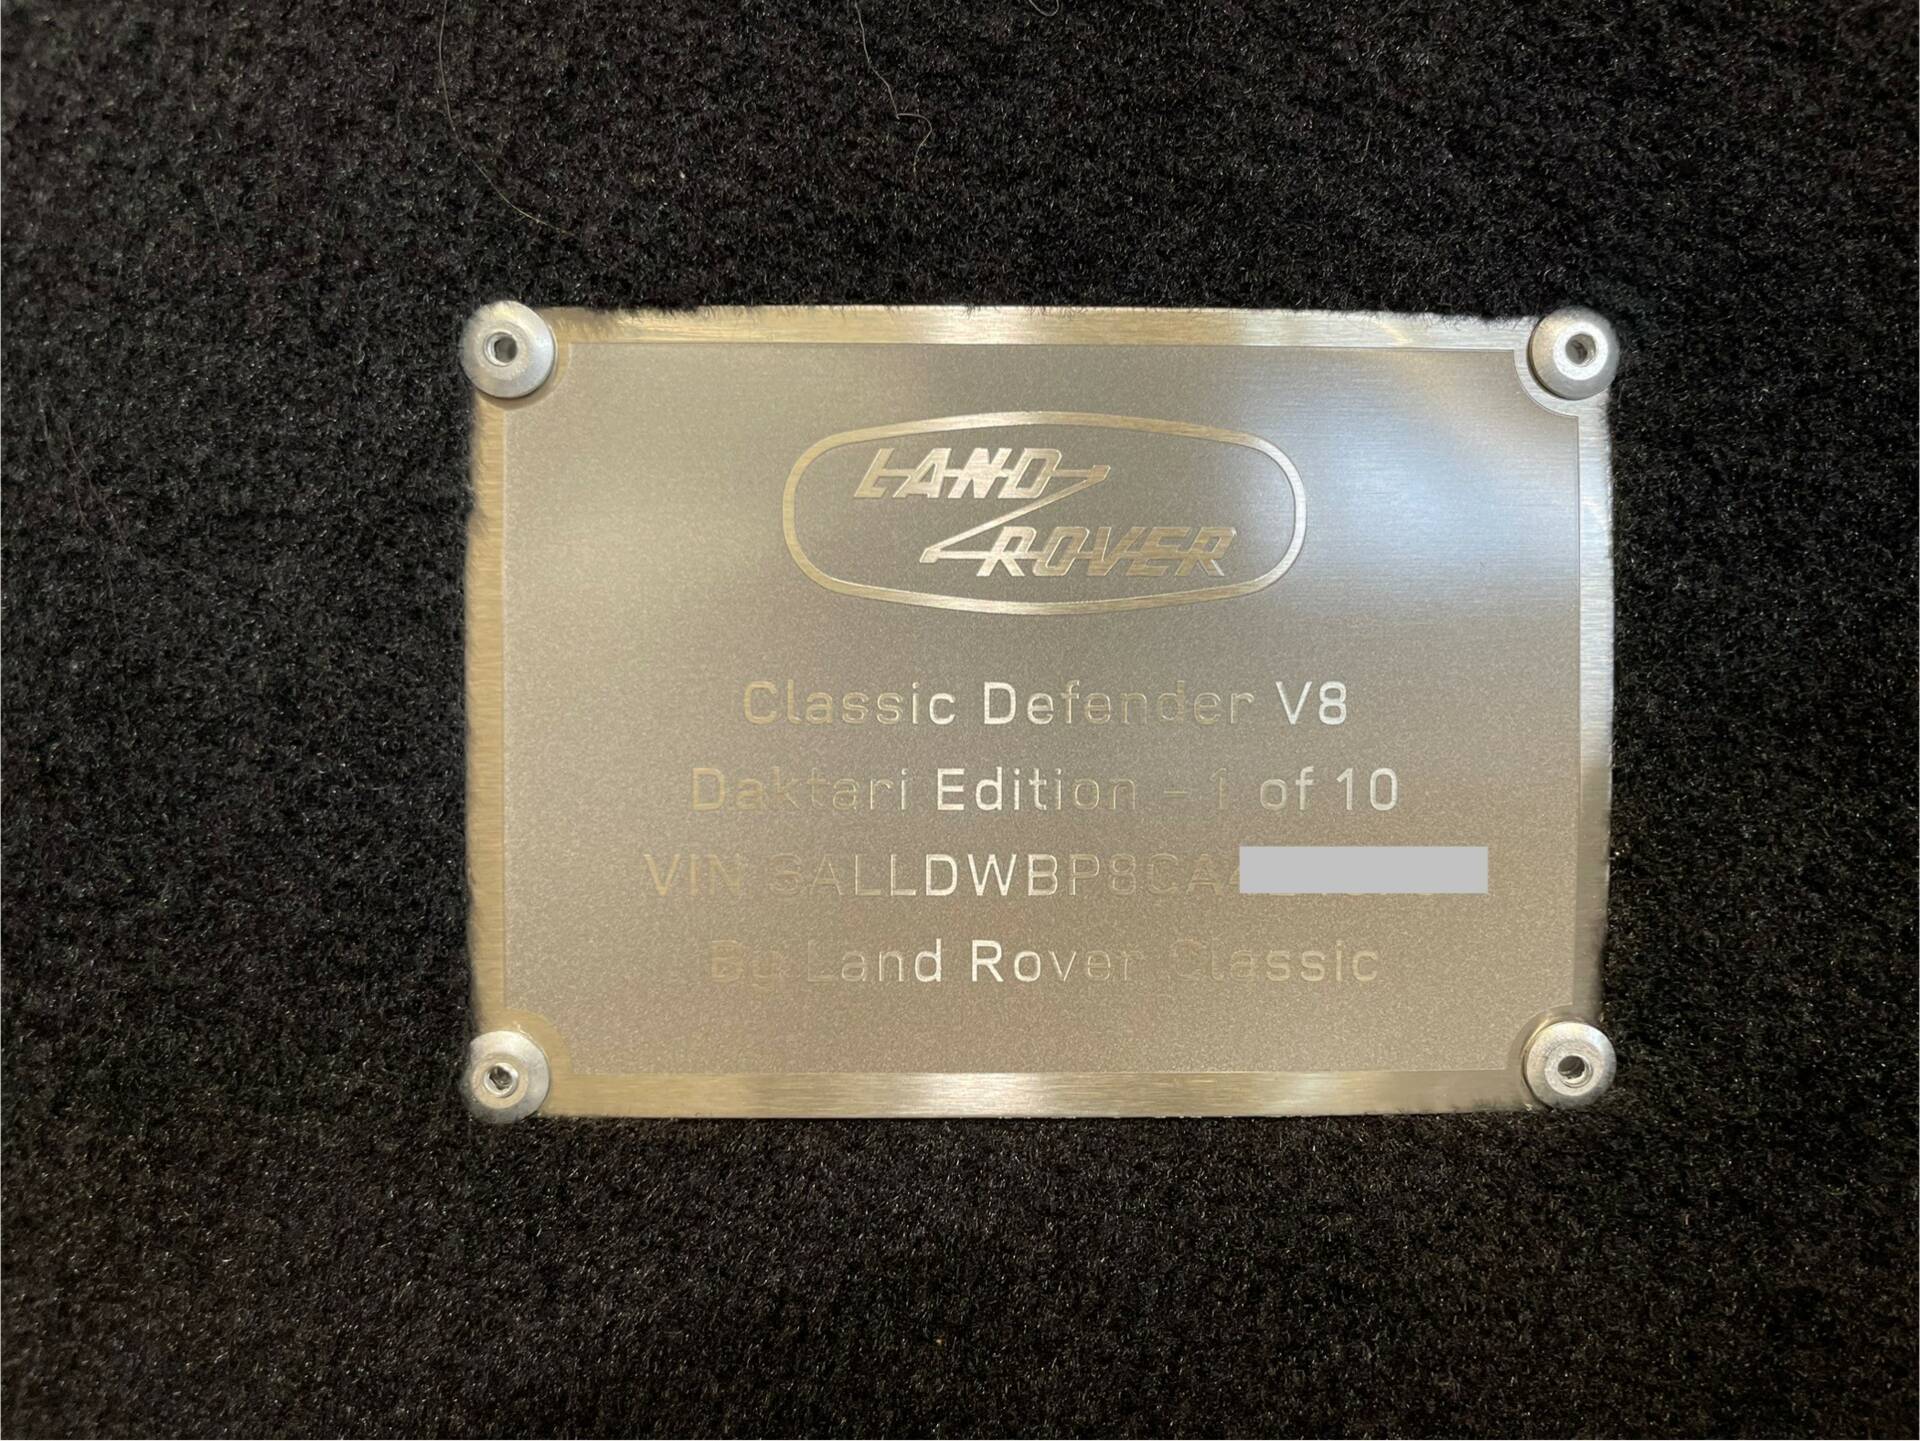 LAND
ROVER
Classic Defender V8
Daktari Edition - 1 of 10
VIN SALLDWBP8CA
By Land Rover Classic